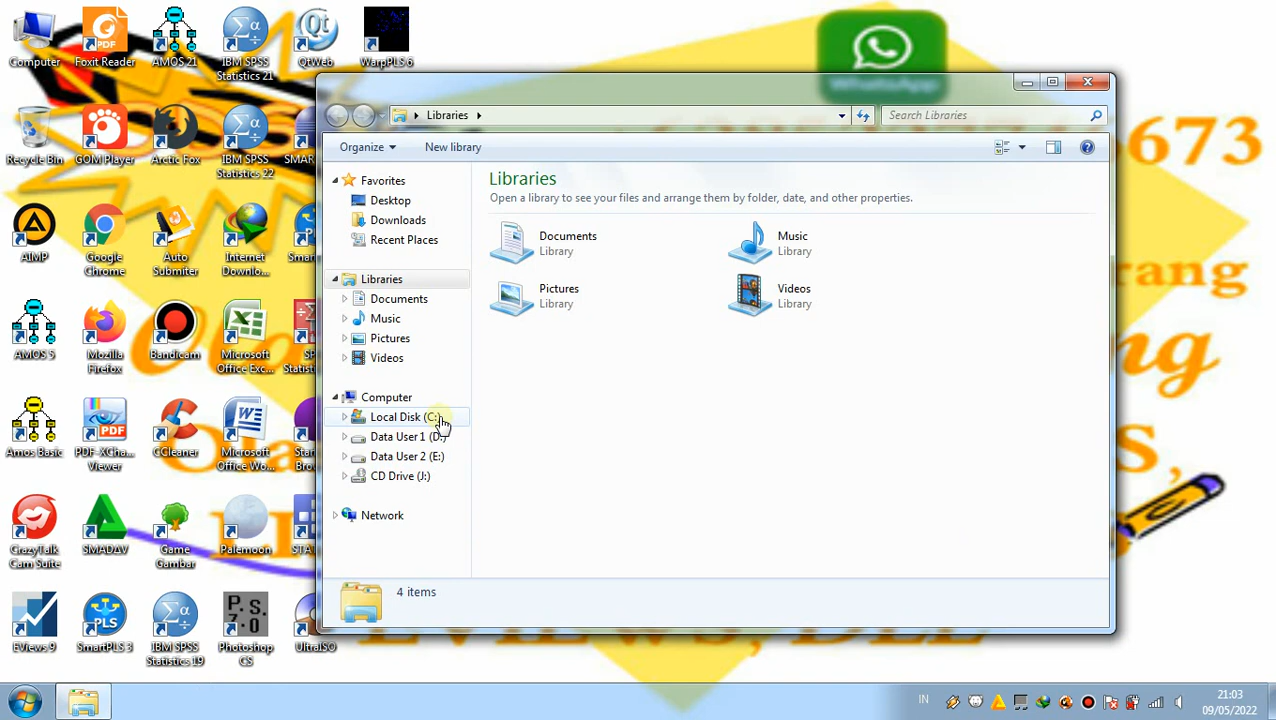 Computer
Foxit Reader
AMOS 21
IBM SPSS
Statistics 21
QtWeb
WarpPLS 6
Recycle Bin
GOM Player
Arctic Fox
IBM SPSS
Statistics 22
AIMP
Google
Chrome
Auto
Submiter
Internet
Downlo...
AMOS 5
Mozilla
Firefox
Bandicam
Microsoft
Office Exc...
Amos Basic
PDF-XCha...
Viewer
CCleaner
Microsoft
Office Wo...
CrazyTalk
Cam Suite
SMADΔV
Game
Gambar
Palemoon
EViews 9
SmartPLS 3
IBM SPSS
Statistics 19
Photoshop
CS
UltraISO
WhatsApp
673
Libraries
Search Libraries
Organize
New library
Favorites
Desktop
Downloads
Recent Places
Libraries
Documents
Music
Pictures
Videos
Computer
Local Disk (C:)
Data User 1 (D:)
Data User 2 (E:)
CD Drive (J:)
Network
Libraries
Open a library to see your files and arrange them by folder, date, and other properties.
Documents
Library
Music
Library
Pictures
Library
Videos
Library
4 items
IN
21:03
09/05/2022